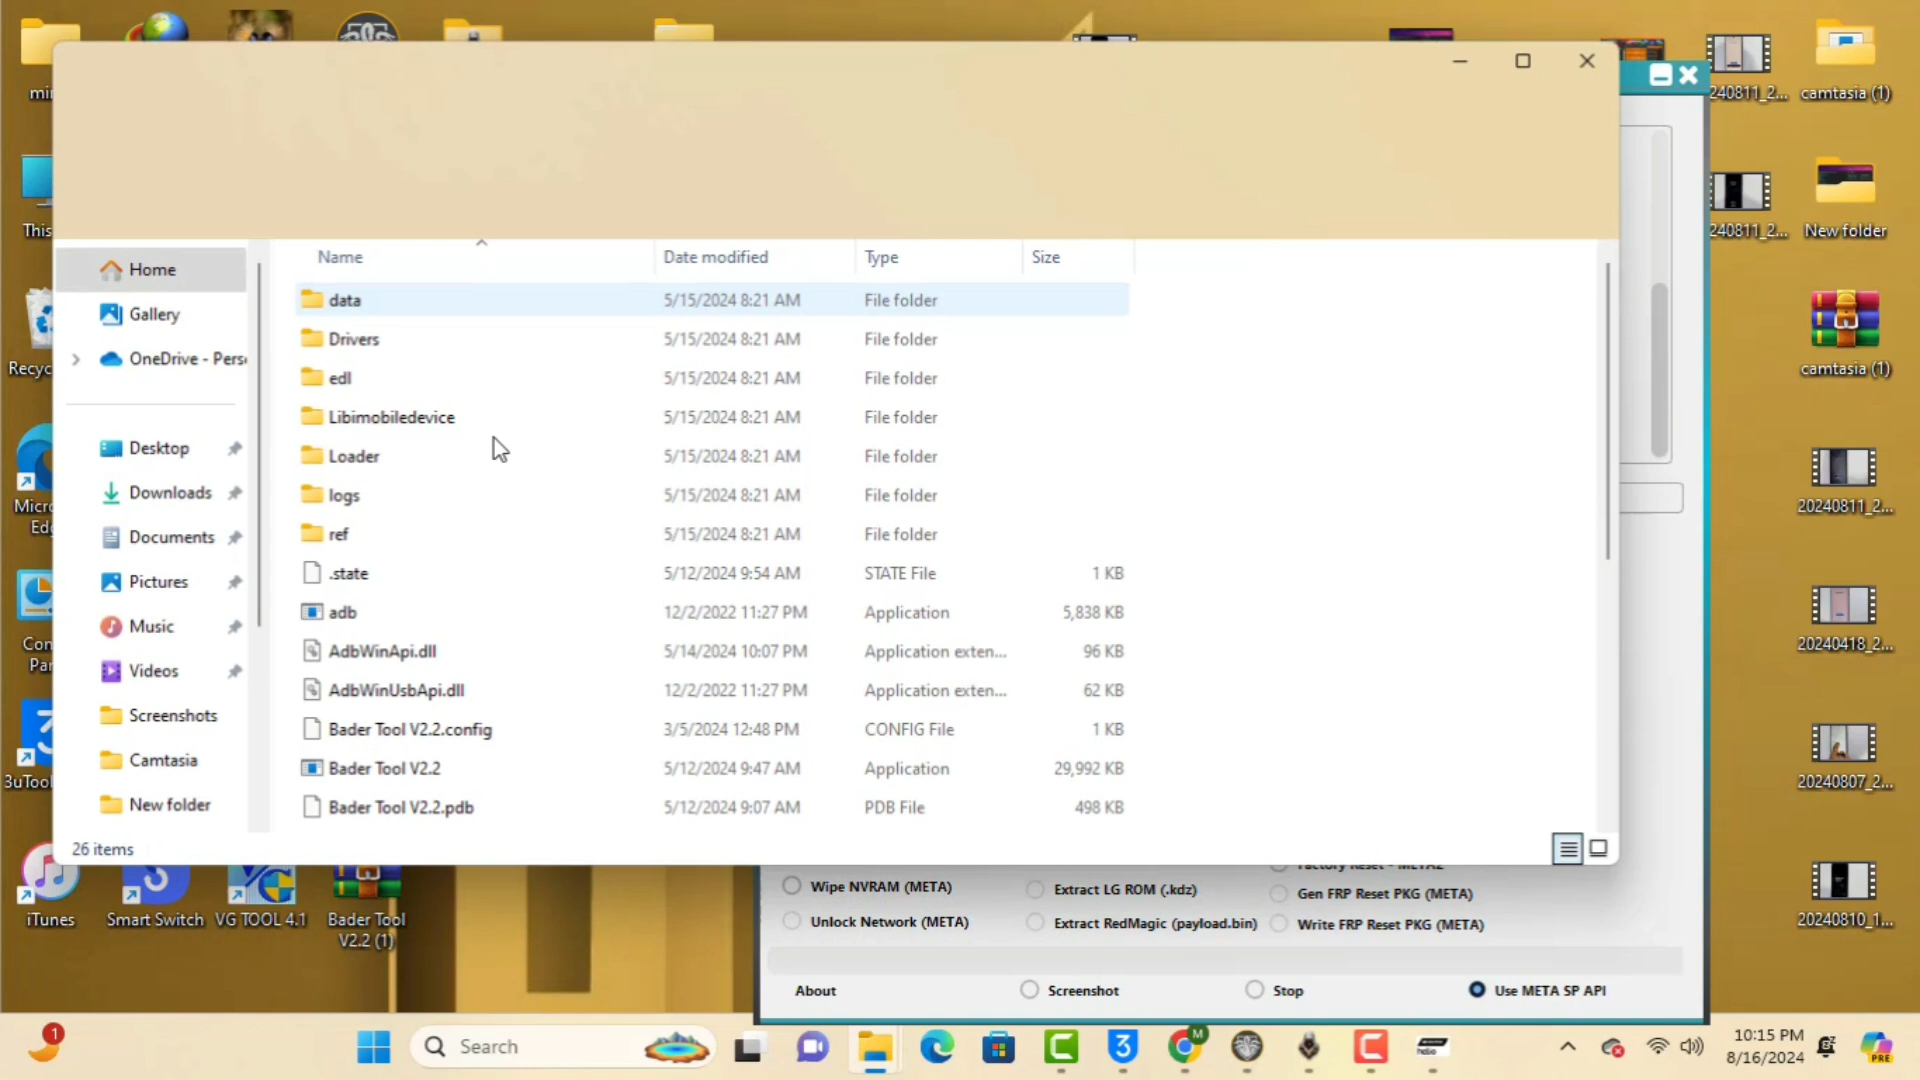 240811_2...
camtasia (1)
Name
Date modified
Type
Size
Home
data
5/15/2024 8:21 AM
File folder
Gallery
Drivers
5/15/2024 8:21 AM
File folder
This
240811_2...
New folder
OneDrive - Perso
edl
5/15/2024 8:21 AM
File folder
Libimobiledevice
5/15/2024 8:21 AM
File folder
Recyc
camtasia (1)
Desktop
Loader
5/15/2024 8:21 AM
File folder
Downloads
logs
5/15/2024 8:21 AM
File folder
Micro
Edg
20240811_2...
Documents
ref
5/15/2024 8:21 AM
File folder
Pictures
.state
5/12/2024 9:54 AM
STATE File
1 KB
Music
adb
12/2/2022 11:27 PM
Application
5,838 KB
Con
Par
20240418_2...
Videos
AdbWinApi.dll
5/14/2024 10:07 PM
Application exten...
96 KB
AdbWinUsbApi.dll
12/2/2022 11:27 PM
Application exten...
62 KB
Screenshots
Bader Tool V2.2.config
3/5/2024 12:48 PM
CONFIG File
1 KB
Camtasia
Bader Tool V2.2
5/12/2024 9:47 AM
Application
29,992 KB
3uTool
20240807_2...
New folder
Bader Tool V2.2.pdb
5/12/2024 9:07 AM
PDB File
498 KB
26 items
Factory Reset - META2
Wipe NVRAM (META)
Extract LG ROM (.kdz)
Gen FRP Reset PKG (META)
Unlock Network (META)
Extract RedMagic (payload.bin)
Write FRP Reset PKG (META)
iTunes
Smart Switch
VG TOOL 4.1
Bader Tool
V2.2 (1)
20240810_1...
About
Screenshot
Stop
Use META SP API
1
Search
3
M
hello
10:15 PM
8/16/2024
PRE